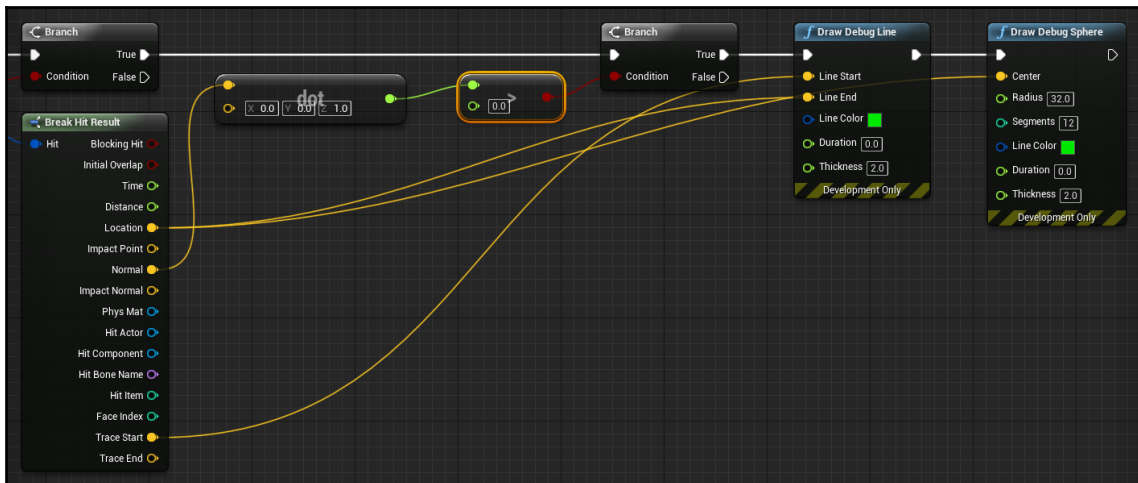 Branch
True
Condition False
Break Hit Result
Hit Blocking Hit
Initial Overlap
Time
Distance
Location
Impact Point
Normal
Impact Normal
Phys Mat
Hit Actor
Hit Component
Hit Bone Name
Hit Item
Face Index
Trace Start
Trace End
dot
X 0.0 Y 0.0 Z 1.0
>
0.0
Branch
True
Condition False
f Draw Debug Line
Line Start
Line End
Line Color
Duration 0.0
Thickness 2.0
Development Only
f Draw Debug Sphere
Center
Radius 32.0
Segments 12
Line Color
Duration 0.0
Thickness 2.0
Development Only